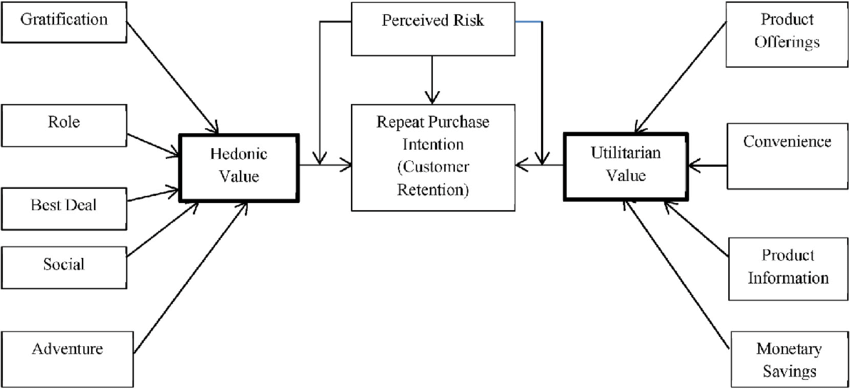 Gratification
Role
Best Deal
Social
Adventure
Hedonic
Value
Perceived Risk
Repeat Purchase
Intention
(Customer
Retention)
Utilitarian
Value
Product
Offerings
Convenience
Product
Information
Monetary
Savings